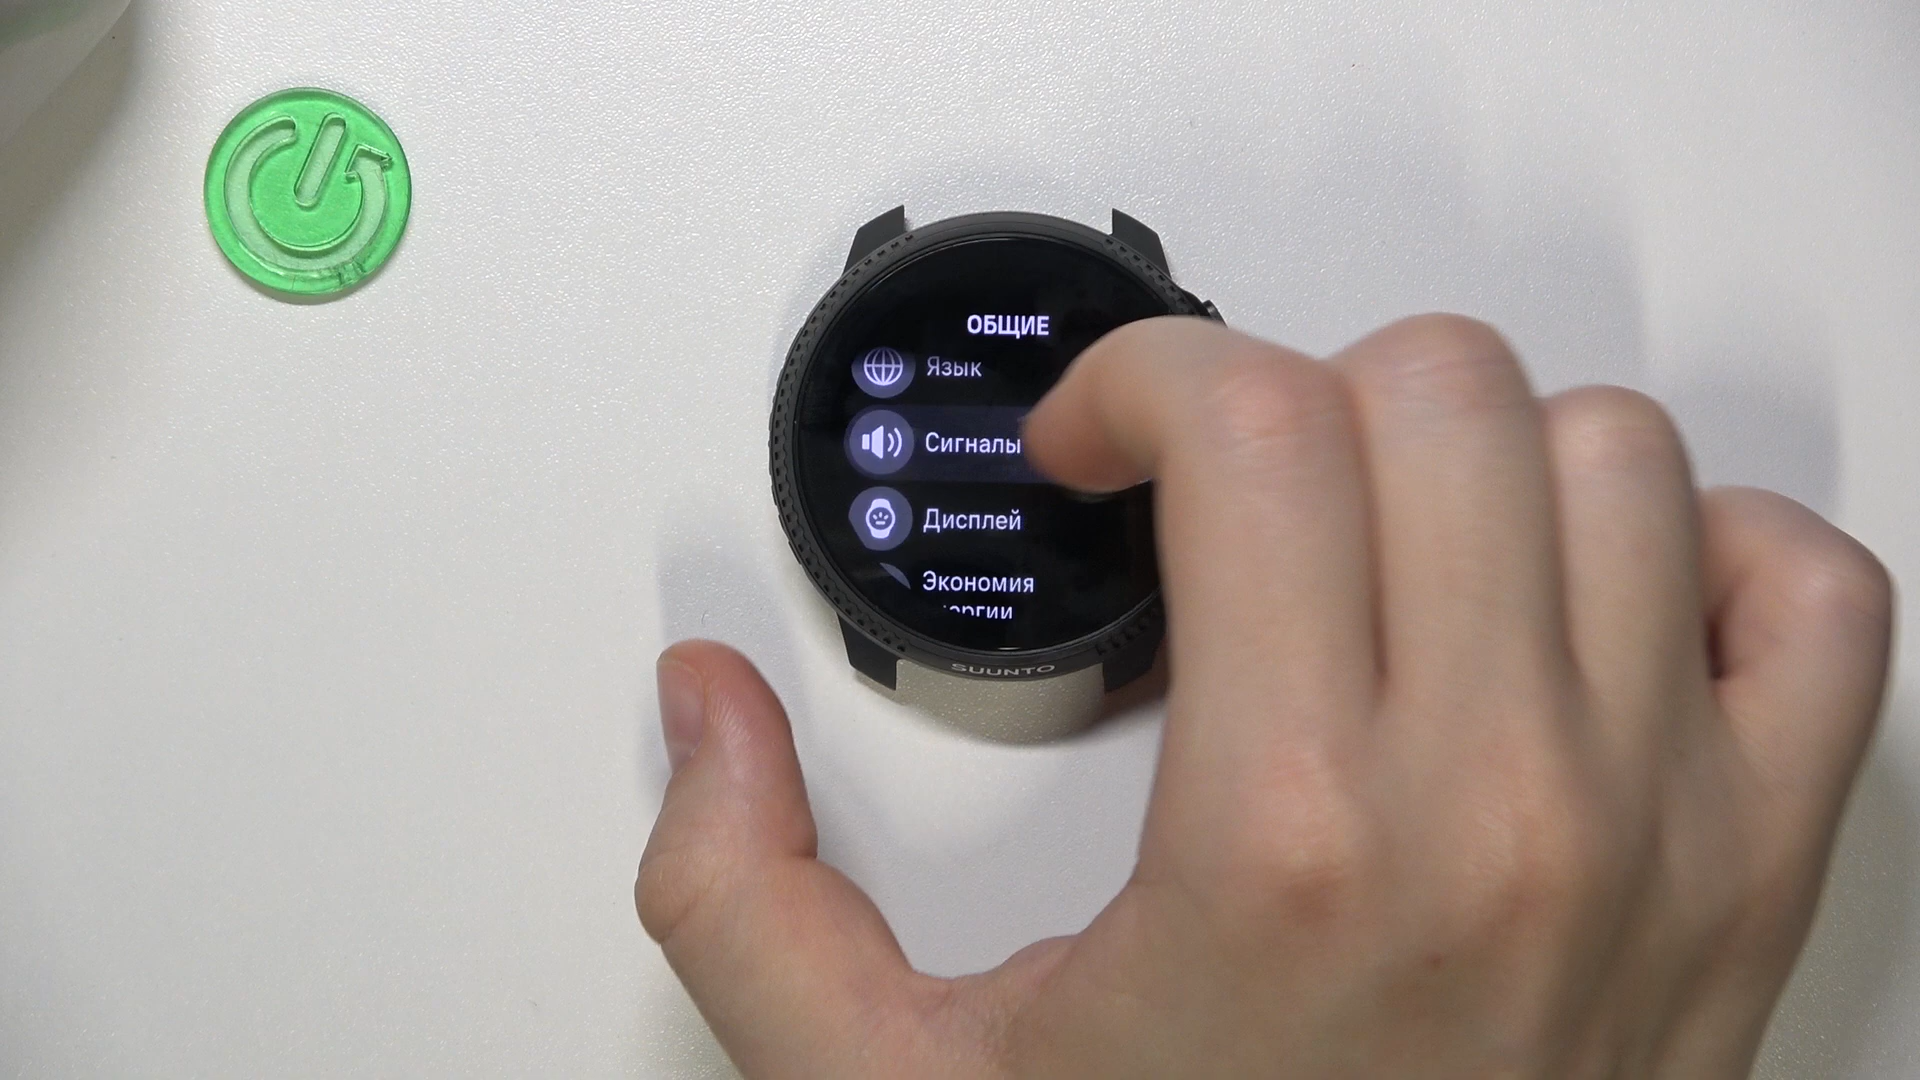 ОБЩИЕ
Язык
Сигналы
Дисплей
Экономия
SUUNTO